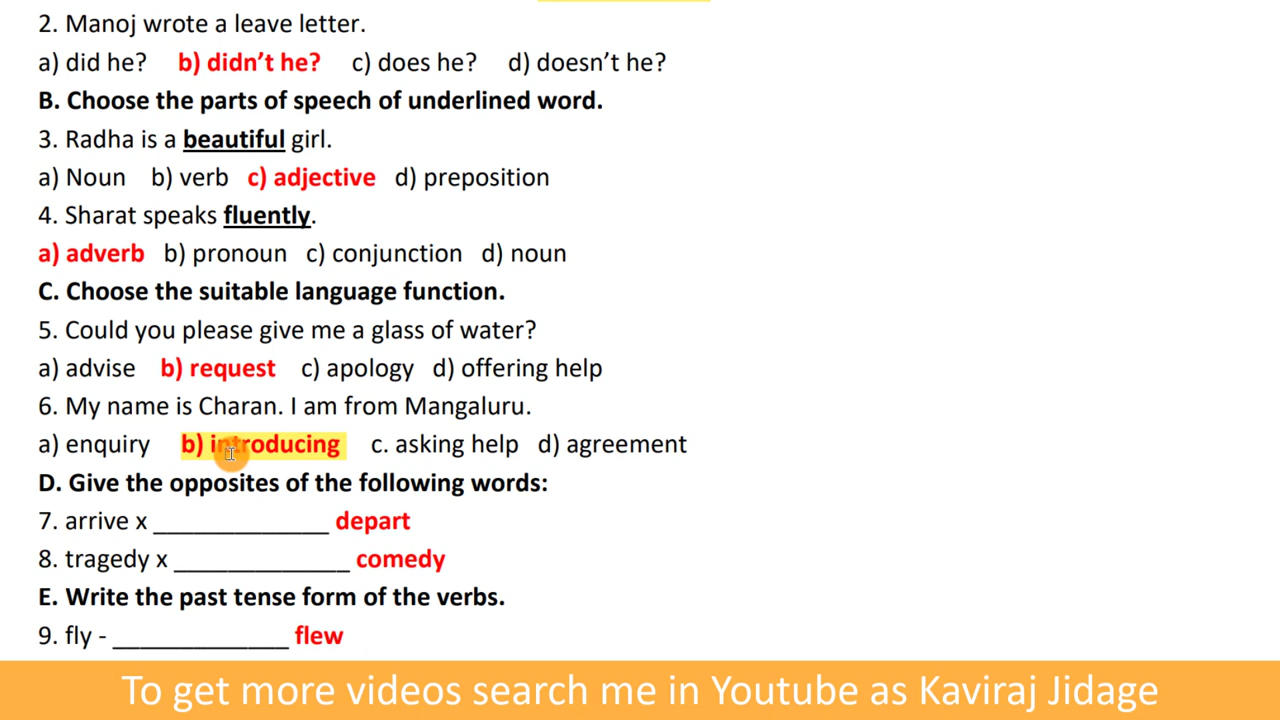 2. Manoj wrote a leave letter.
a) did he? b) didn’t he? c) does he? d) doesn’t he?
B. Choose the parts of speech of underlined word.
3. Radha is a beautiful girl.
a) Noun b) verb c) adjective d) preposition
4. Sharat speaks fluently.
a) adverb b) pronoun c) conjunction d) noun
C. Choose the suitable language function.
5. Could you please give me a glass of water?
a) advise b) request c) apology d) offering help
6. My name is Charan. I am from Mangaluru.
a) enquiry b) introducing c. asking help d) agreement
D. Give the opposites of the following words:
7. arrive x _____________ depart
8. tragedy x _____________ comedy
E. Write the past tense form of the verbs.
9. fly - _____________ flew
To get more videos search me in Youtube as Kaviraj Jidage